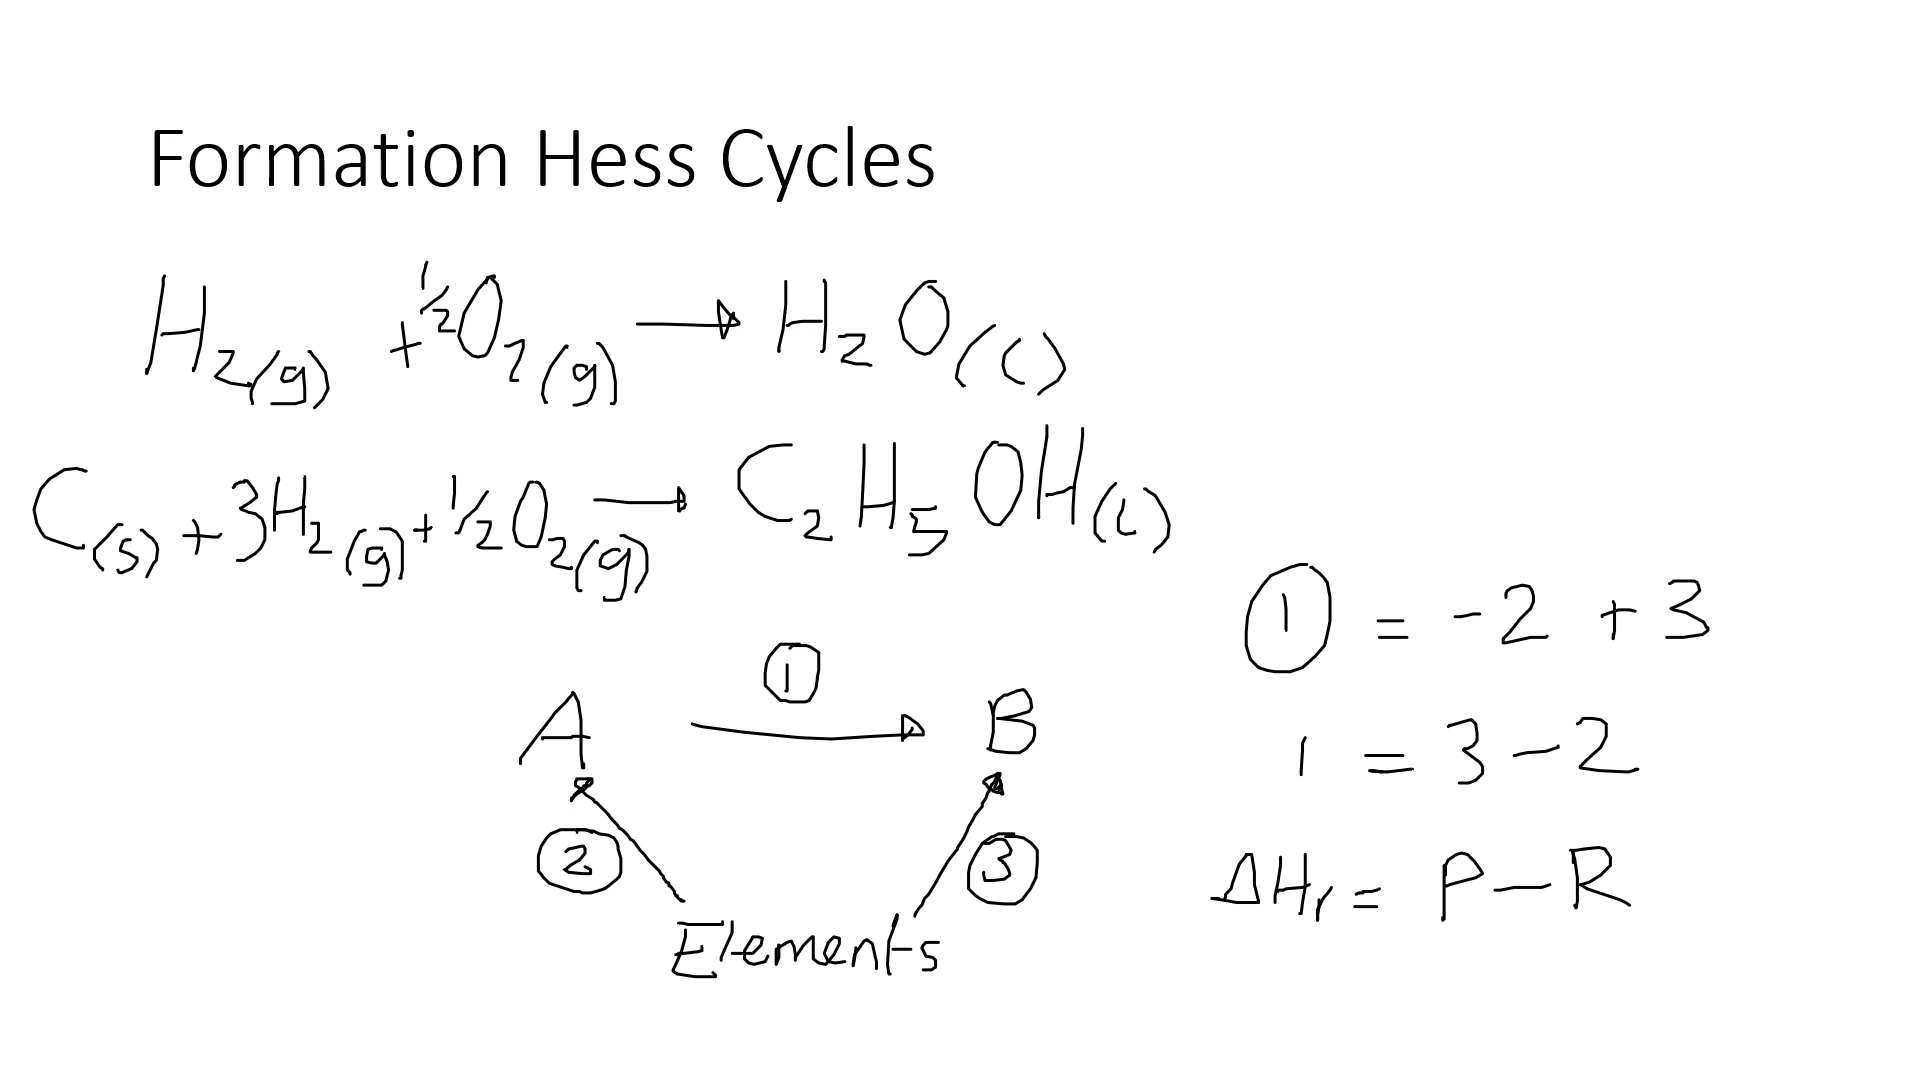 Formation Hess Cycles
H₂(g) + ½O₂(g) → H₂O(l)
C(s) + 3H₂(g) + ½O₂(g) → C₂H₅OH(l)
① = -2 + 3
A ① → B
1 = 3 - 2
② ③
ΔHr = P - R
Elements